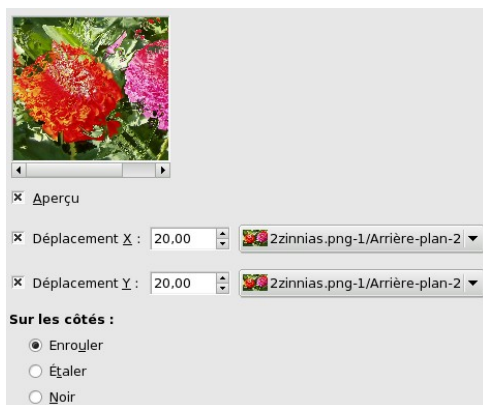 Aperçu
Déplacement X : 20,00 2zinnias.png-1/Arrière-plan-2
Déplacement Y : 20,00 2zinnias.png-1/Arrière-plan-2
Sur les côtés :
Enrouler
Étaler
Noir